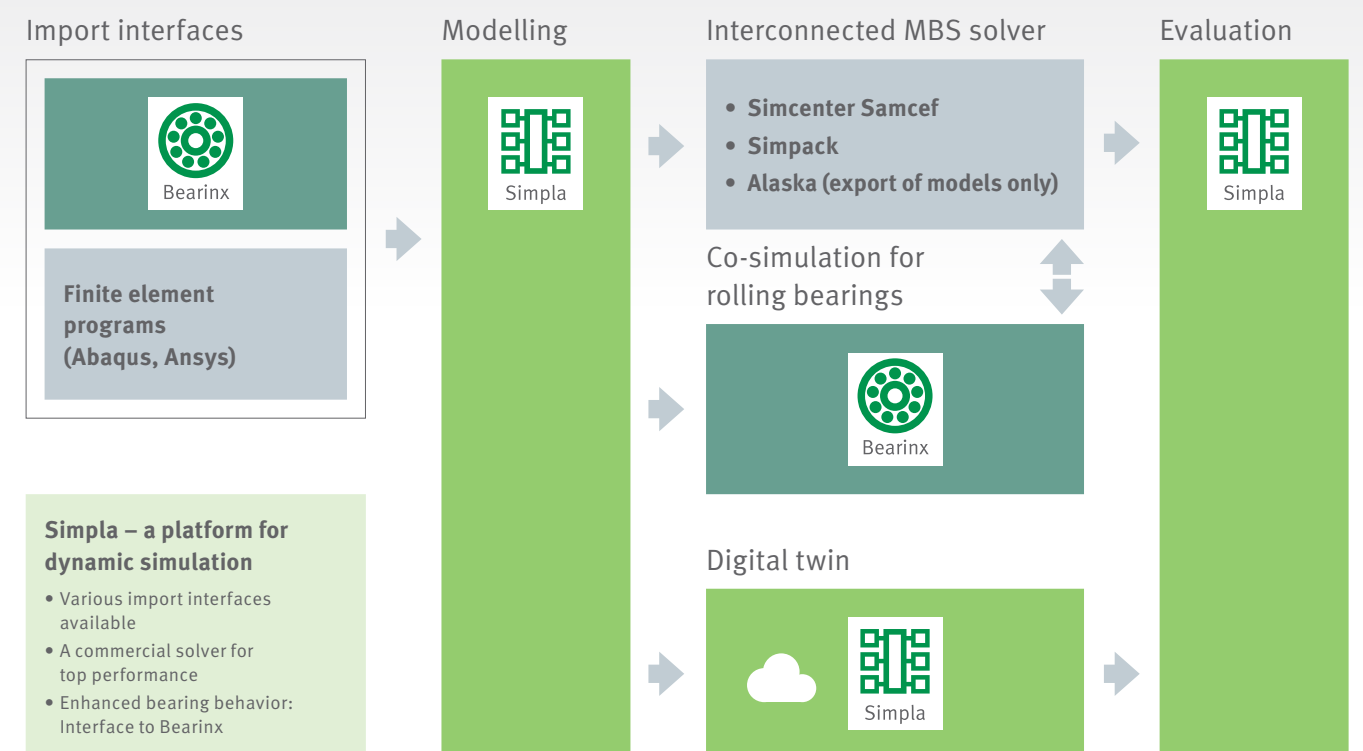 Import interfaces
Bearinx
Finite element
programs
(Abaqus, Ansys)
Simpla – a platform for
dynamic simulation
• Various import interfaces
available
• A commercial solver for
top performance
• Enhanced bearing behavior:
Interface to Bearinx
Modelling
Simpla
Interconnected MBS solver
• Simcenter Samcef
• Simpack
• Alaska (export of models only)
Co-simulation for
rolling bearings
Bearinx
Digital twin
Simpla
Evaluation
Simpla